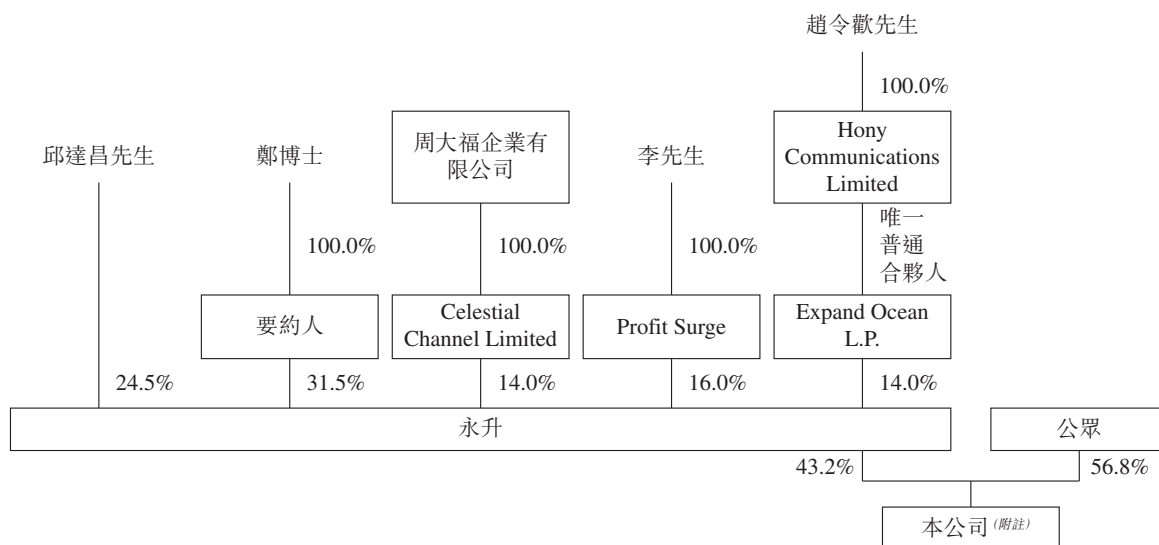 趙令歡先生
100.0%
邱達昌先生
鄭博士
周大福企業有
限公司
李先生
Hony
Communications
Limited
100.0%
100.0%
100.0%
唯一
普通
合夥人
要約人
Celestial
Channel Limited
Profit Surge
Expand Ocean
L.P.
24.5%
31.5%
14.0%
16.0%
14.0%
永升
公眾
43.2%
56.8%
本公司(附註)